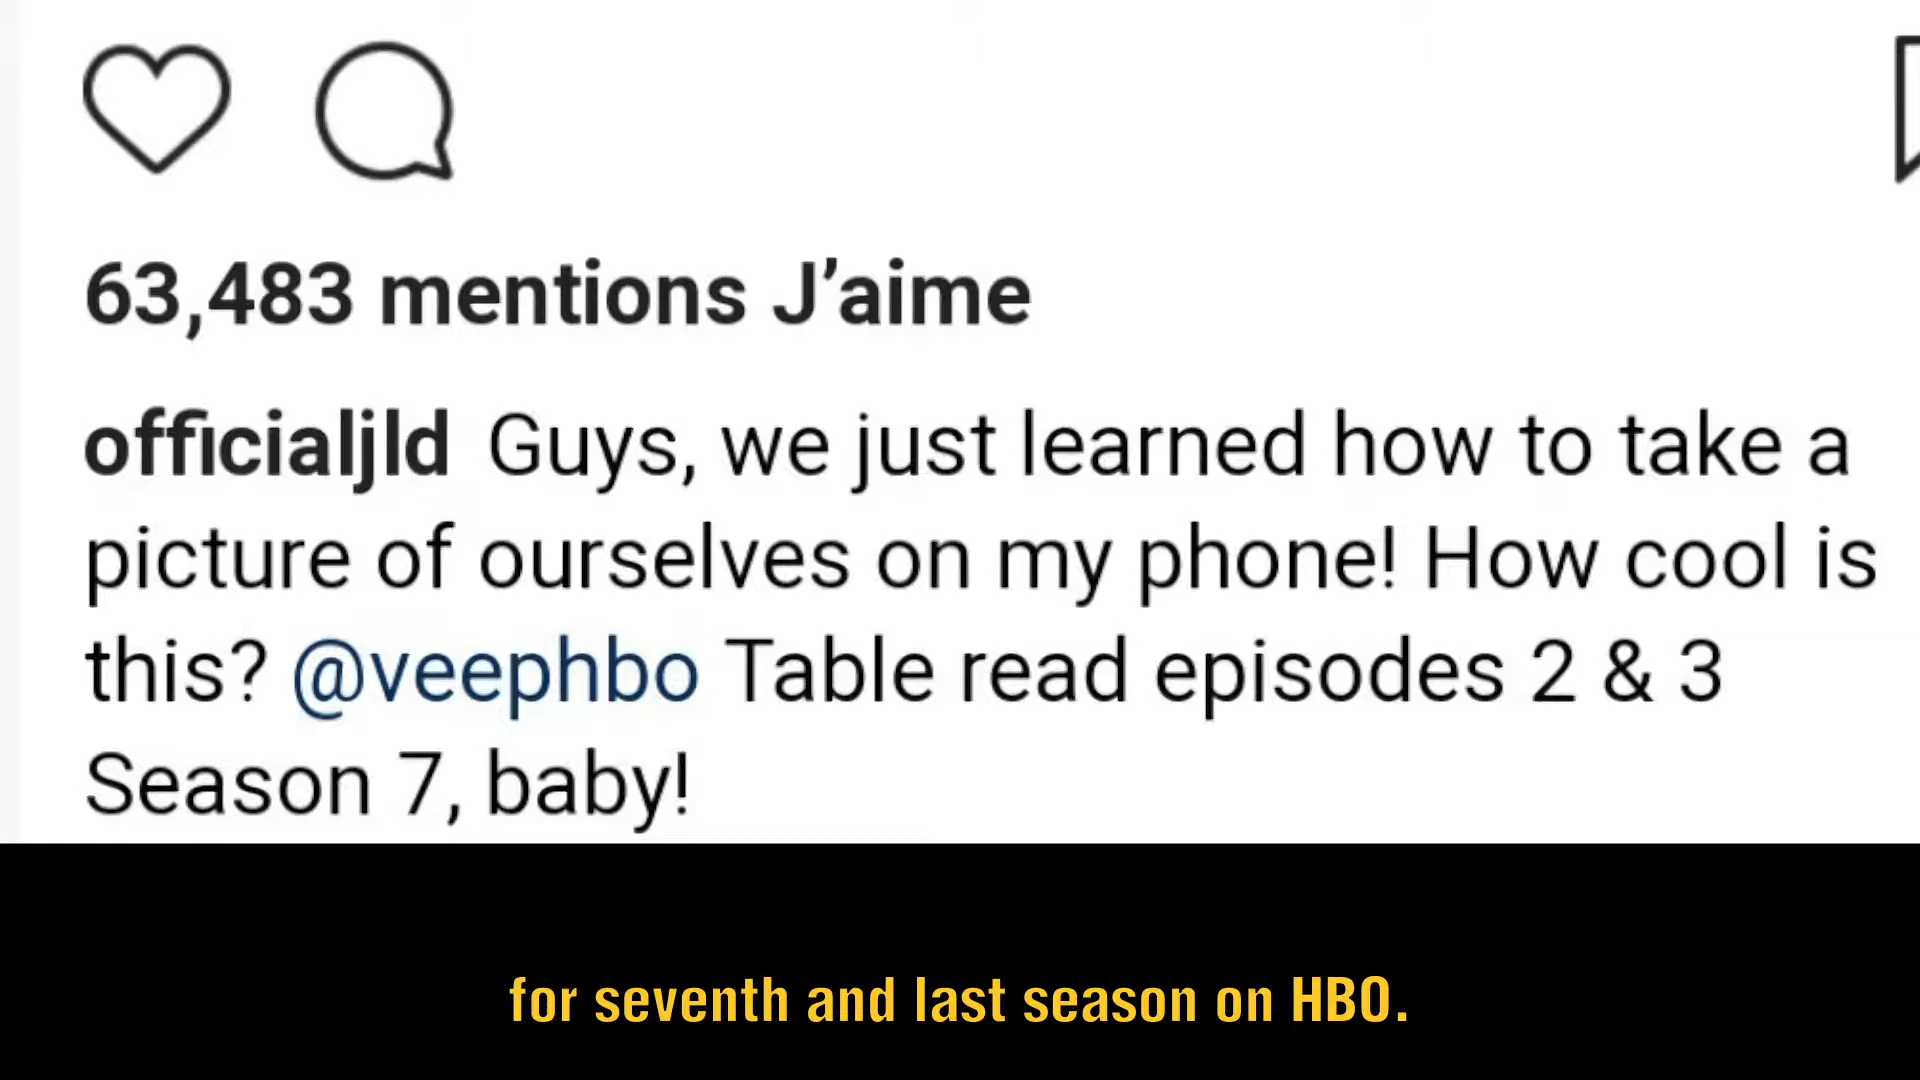 63,483 mentions J’aime
officialjld Guys, we just learned how to take a
picture of ourselves on my phone! How cool is
this? @veephbo Table read episodes 2 & 3
Season 7, baby!
for seventh and last season on HBO.